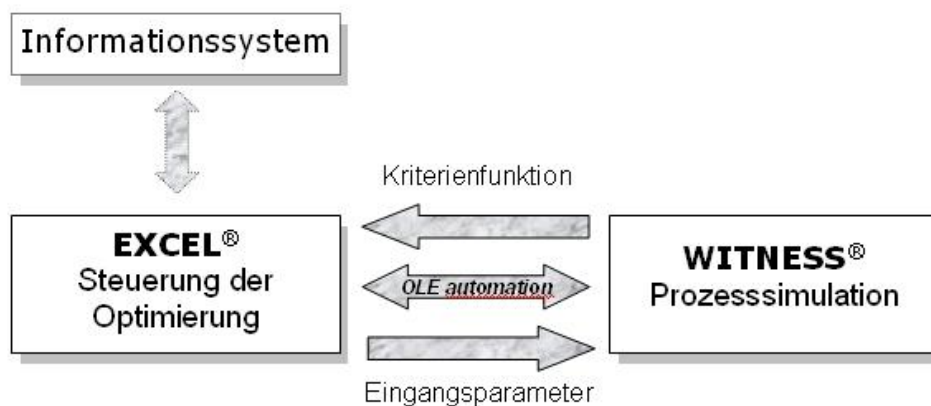 Informationssystem
Kriterienfunktion
EXCEL®
Steuerung der
Optimierung
OLE automation
WITNESS®
Prozesssimulation
Eingangsparameter